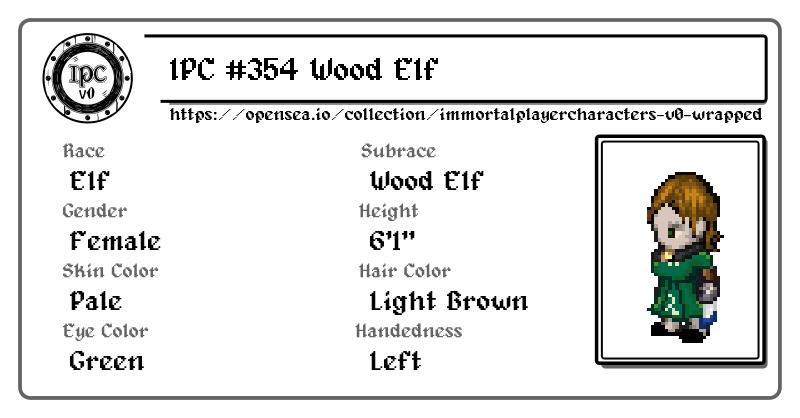 IPC v0
IPC #354 Wood Elf
https://opensea.io/collection/immortalplayercharacters-v0-wrapped
Race Subrace
Elf Wood Elf
Gender Height
Female 6'1"
Skin Color Hair Color
Pale Light Brown
Eye Color Handedness
Green Left